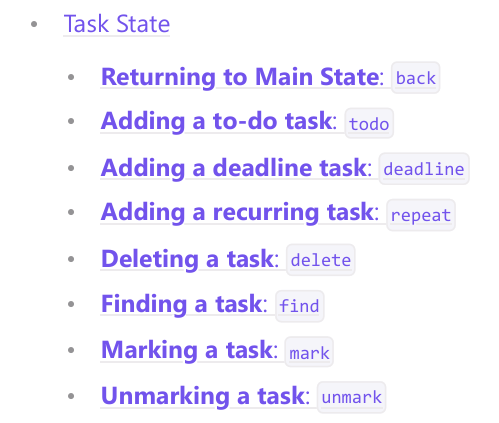 Task State
Returning to Main State: back
Adding a to-do task: todo
Adding a deadline task: deadline
Adding a recurring task: repeat
Deleting a task: delete
Finding a task: find
Marking a task: mark
Unmarking a task: unmark